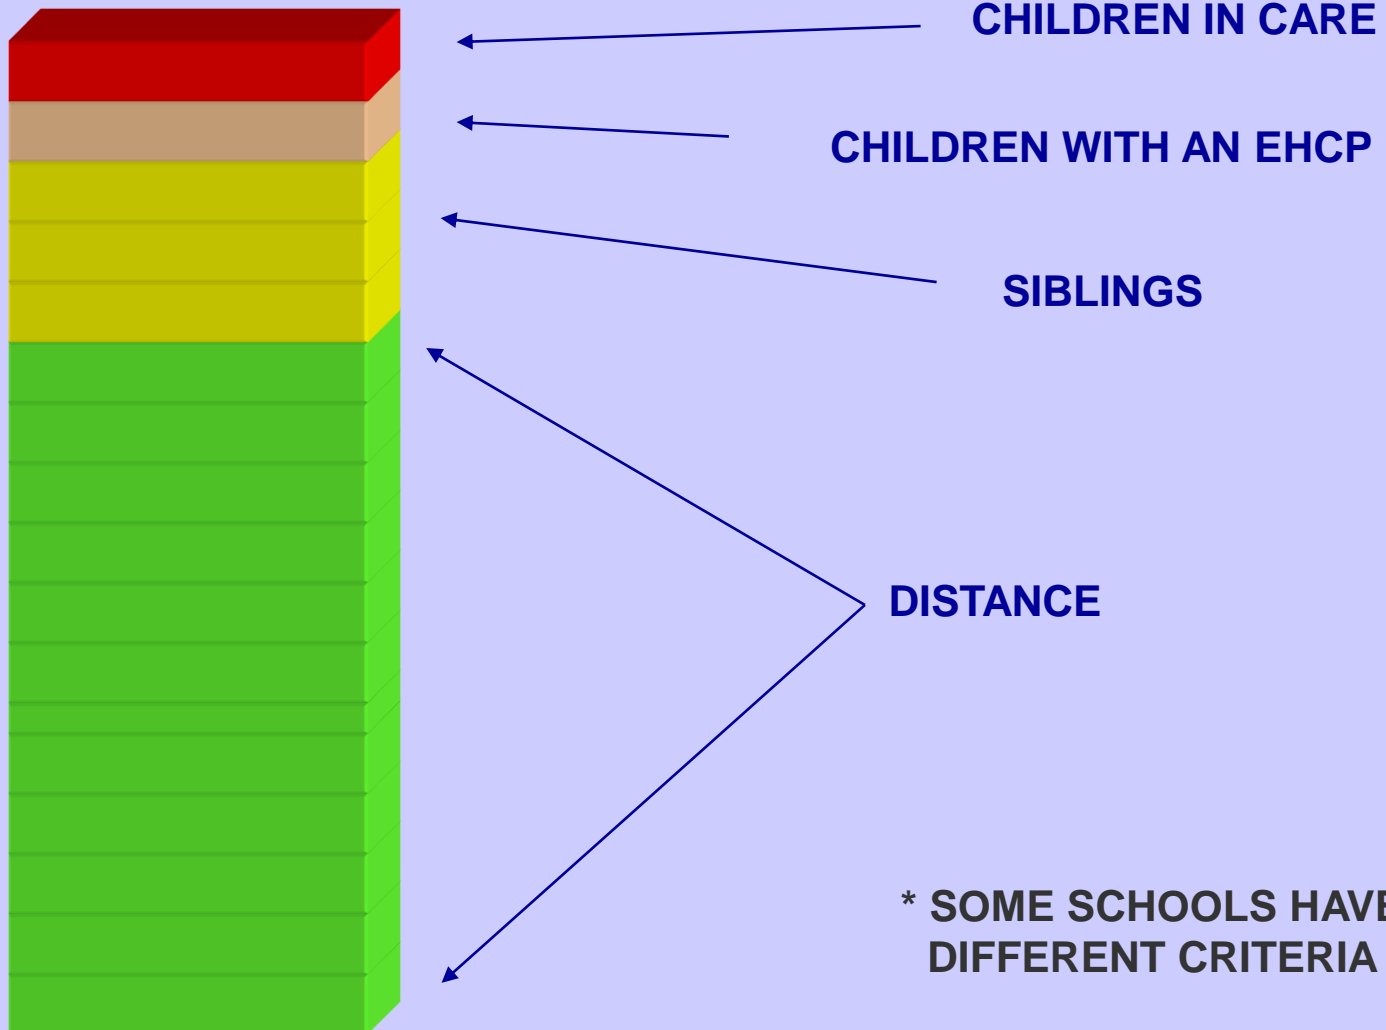 CHILDREN IN CARE
CHILDREN WITH AN EHCP
SIBLINGS
DISTANCE
* SOME SCHOOLS HAVE
DIFFERENT CRITERIA